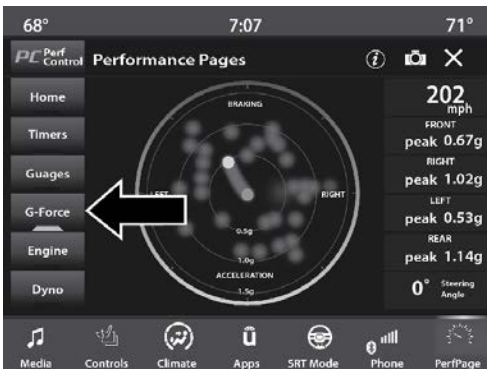 68°
7:07
71°
PC Perf Control
Performance Pages
i
Home
Timers
Guages
G-Force
Engine
Dyno
BRAKING
LEFT
RIGHT
0.5g
1.0g
ACCELERATION
1.5g
202
mph
FRONT
peak 0.67g
RIGHT
peak 1.02g
LEFT
peak 0.53g
REAR
peak 1.14g
0° Steering Angle
Media
Controls
Climate
ū
Apps
SRT Mode
Phone
PerfPage